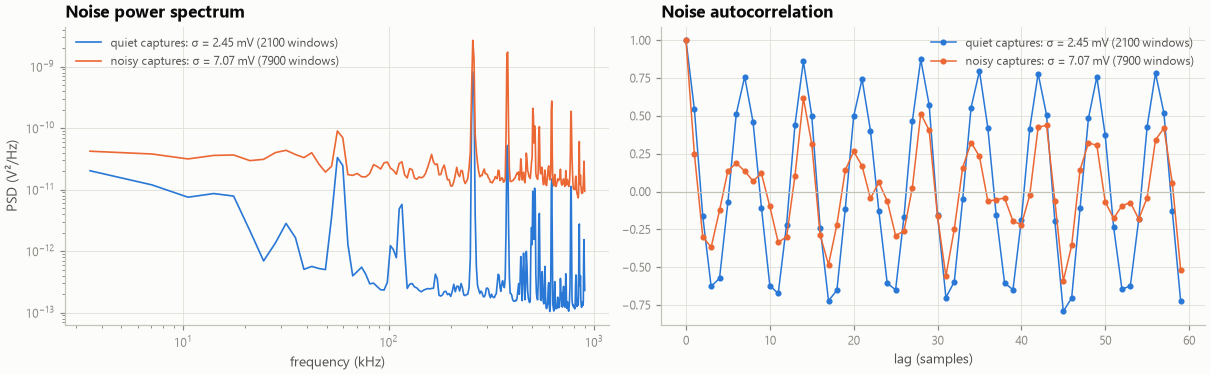 Noise power spectrum
quiet captures: σ = 2.45 mV (2100 windows)
noisy captures: σ = 7.07 mV (7900 windows)
10⁻⁹
10⁻¹⁰
10⁻¹¹
10⁻¹²
10⁻¹³
PSD (V²/Hz)
10¹
10²
10³
frequency (kHz)
Noise autocorrelation
quiet captures: σ = 2.45 mV (2100 windows)
noisy captures: σ = 7.07 mV (7900 windows)
1.00
0.75
0.50
0.25
0.00
−0.25
−0.50
−0.75
0
10
20
30
40
50
60
lag (samples)